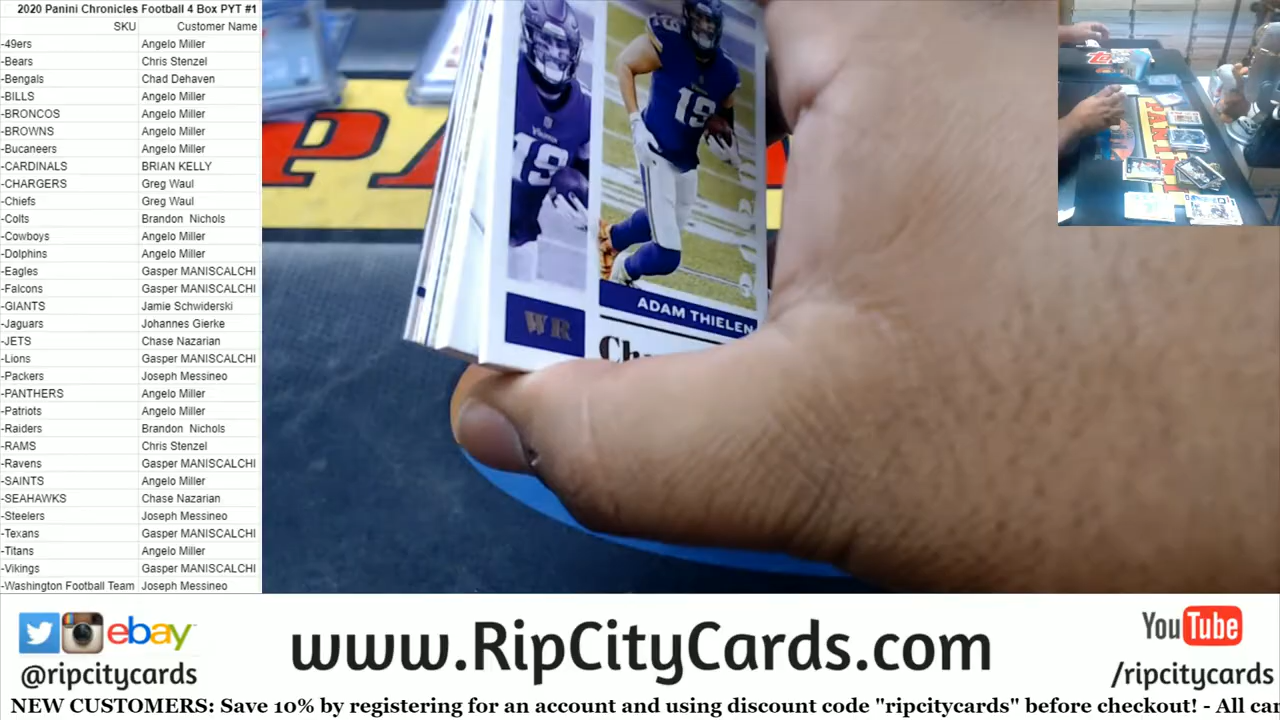 2020 Panini Chronicles Football 4 Box PYT #1
SKU Customer Name
-49ers Angelo Miller
-Bears Chris Stenzel
-Bengals Chad Dehaven
-BILLS Angelo Miller
-BRONCOS Angelo Miller
-BROWNS Angelo Miller
-Bucaneers Angelo Miller
-CARDINALS BRIAN KELLY
-CHARGERS Greg Waul
-Chiefs Greg Waul
-Colts Brandon Nichols
-Cowboys Angelo Miller
-Dolphins Angelo Miller
-Eagles Gasper MANISCALCHI
-Falcons Gasper MANISCALCHI
-GIANTS Jamie Schwiderski
-Jaguars Johannes Gierke
-JETS Chase Nazarian
-Lions Gasper MANISCALCHI
-Packers Joseph Messineo
-PANTHERS Angelo Miller
-Patriots Angelo Miller
-Raiders Brandon Nichols
-RAMS Chris Stenzel
-Ravens Gasper MANISCALCHI
-SAINTS Angelo Miller
-SEAHAWKS Chase Nazarian
-Steelers Joseph Messineo
-Texans Gasper MANISCALCHI
-Titans Angelo Miller
-Vikings Gasper MANISCALCHI
-Washington Football Team Joseph Messineo
19
19
WR
ADAM THIELEN
PANINI
ebay
@ripcitycards
www.RipCityCards.com
YouTube
/ripcitycards
NEW CUSTOMERS: Save 10% by registering for an account and using discount code "ripcitycards" before checkout! - All